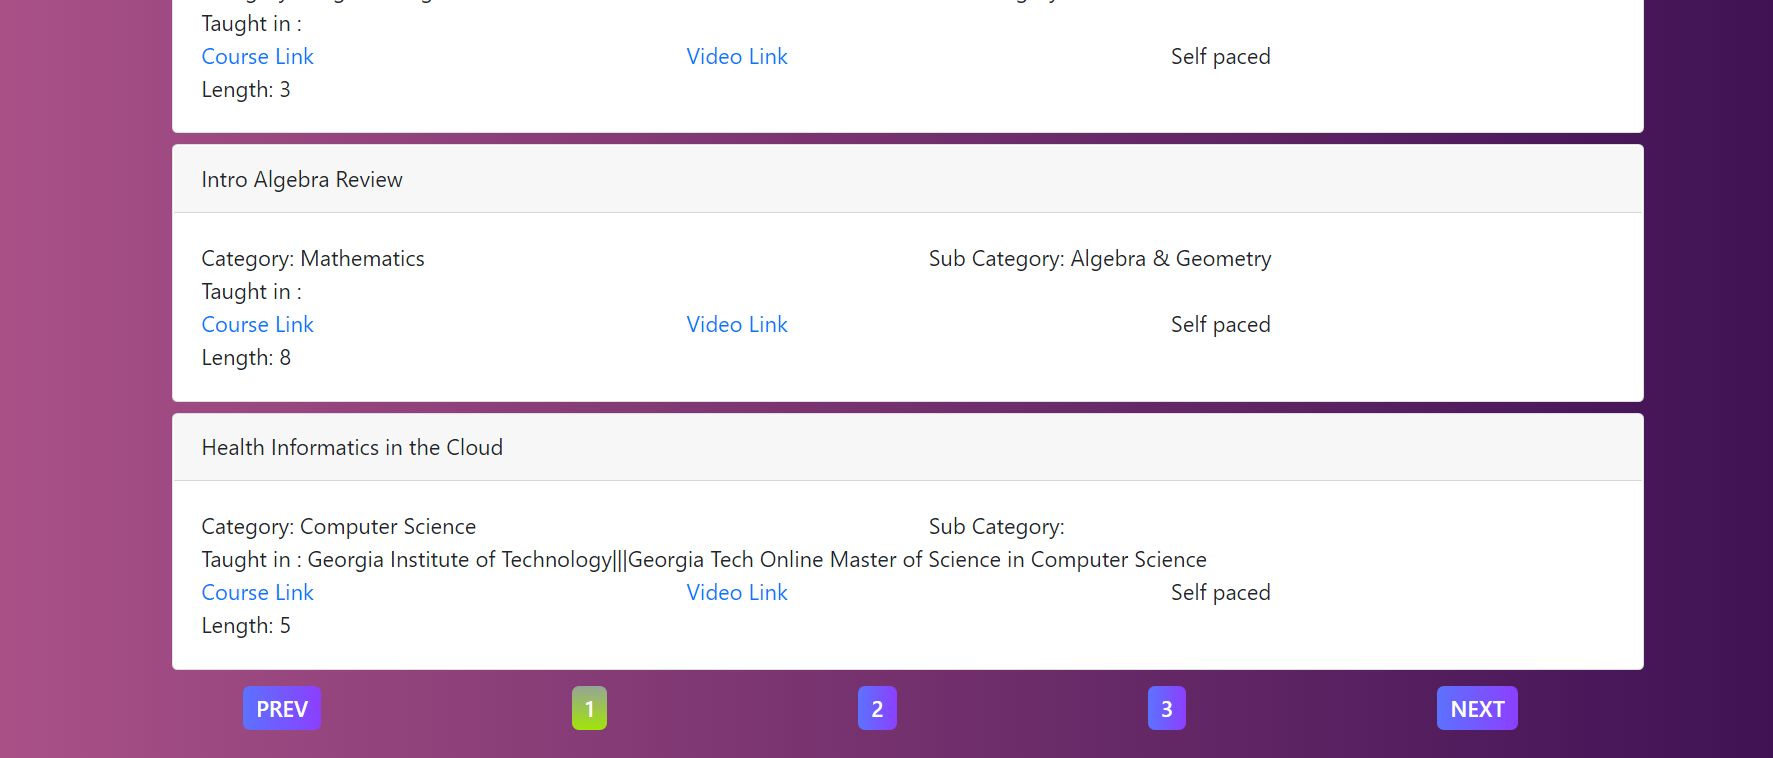 Taught in :
Course Link Video Link Self paced
Length: 3
Intro Algebra Review
Category: Mathematics Sub Category: Algebra & Geometry
Taught in :
Course Link Video Link Self paced
Length: 8
Health Informatics in the Cloud
Category: Computer Science Sub Category:
Taught in : Georgia Institute of Technology|||Georgia Tech Online Master of Science in Computer Science
Course Link Video Link Self paced
Length: 5
PREV 1 2 3 NEXT